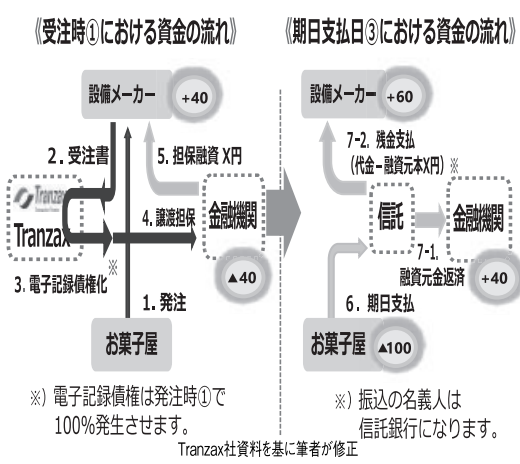 《受注時①における資金の流れ》
設備メーカー
+40
2. 受注書
5. 担保融資 X円
Tranzax
Tranzax
4. 譲渡担保
金融機関
3. 電子記録債権化
※
▲40
1. 発注
お菓子屋
※）電子記録債権は発注時①で
100%発生させます。
《期日支払日③における資金の流れ》
設備メーカー
+60
7-2. 残金支払
（代金－融資元本X円）※
信託
金融機関
7-1.
融資元金返済
+40
6. 期日支払
お菓子屋
▲100
※）振込の名義人は
信託銀行になります。
Tranzax社資料を基に筆者が修正